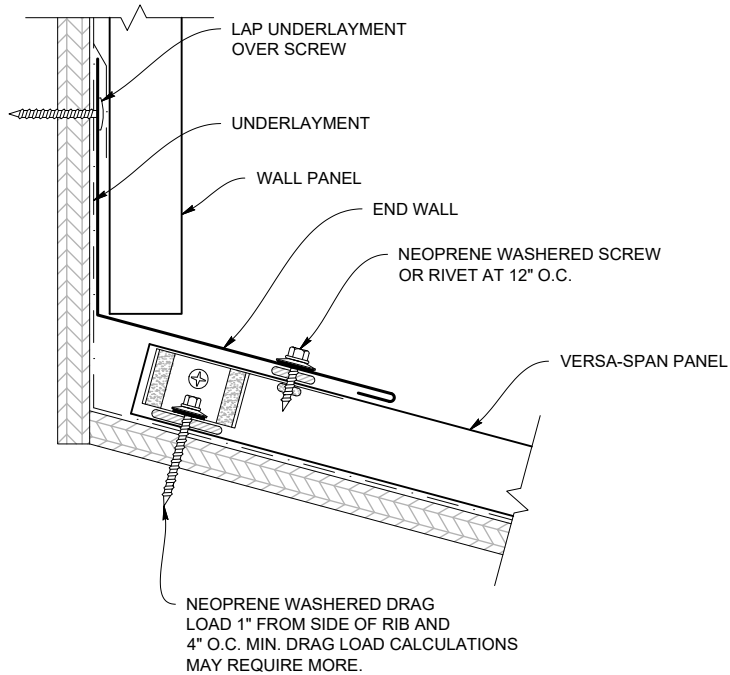 LAP UNDERLAYMENT
OVER SCREW
UNDERLAYMENT
WALL PANEL
END WALL
NEOPRENE WASHERED SCREW
OR RIVET AT 12" O.C.
VERSA-SPAN PANEL
NEOPRENE WASHERED DRAG
LOAD 1" FROM SIDE OF RIB AND
4" O.C. MIN. DRAG LOAD CALCULATIONS
MAY REQUIRE MORE.